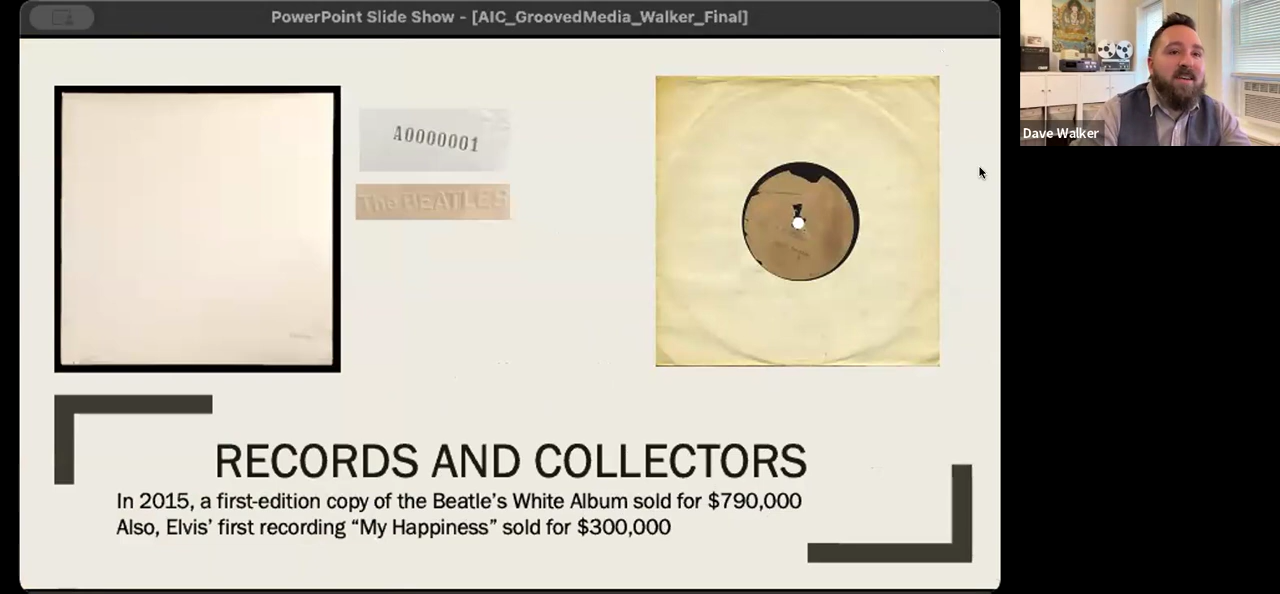 PowerPoint Slide Show - [AIC_GroovedMedia_Walker_Final]
A0000001
The BEATLES
RECORDS AND COLLECTORS
In 2015, a first-edition copy of the Beatle's White Album sold for $790,000
Also, Elvis' first recording “My Happiness” sold for $300,000
Dave Walker